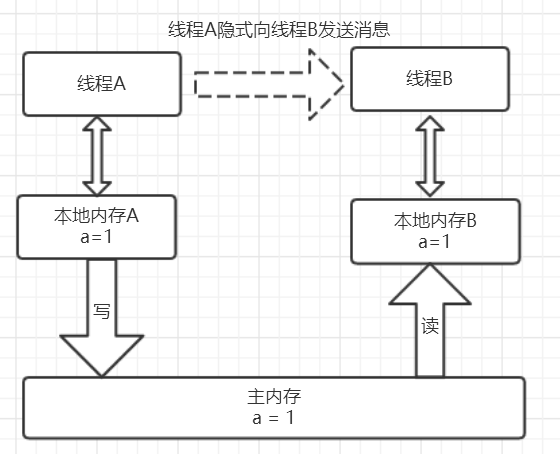 线程A隐式向线程B发送消息
线程A
线程B
本地内存A
a=1
本地内存B
a=1
写
读
主内存
a = 1